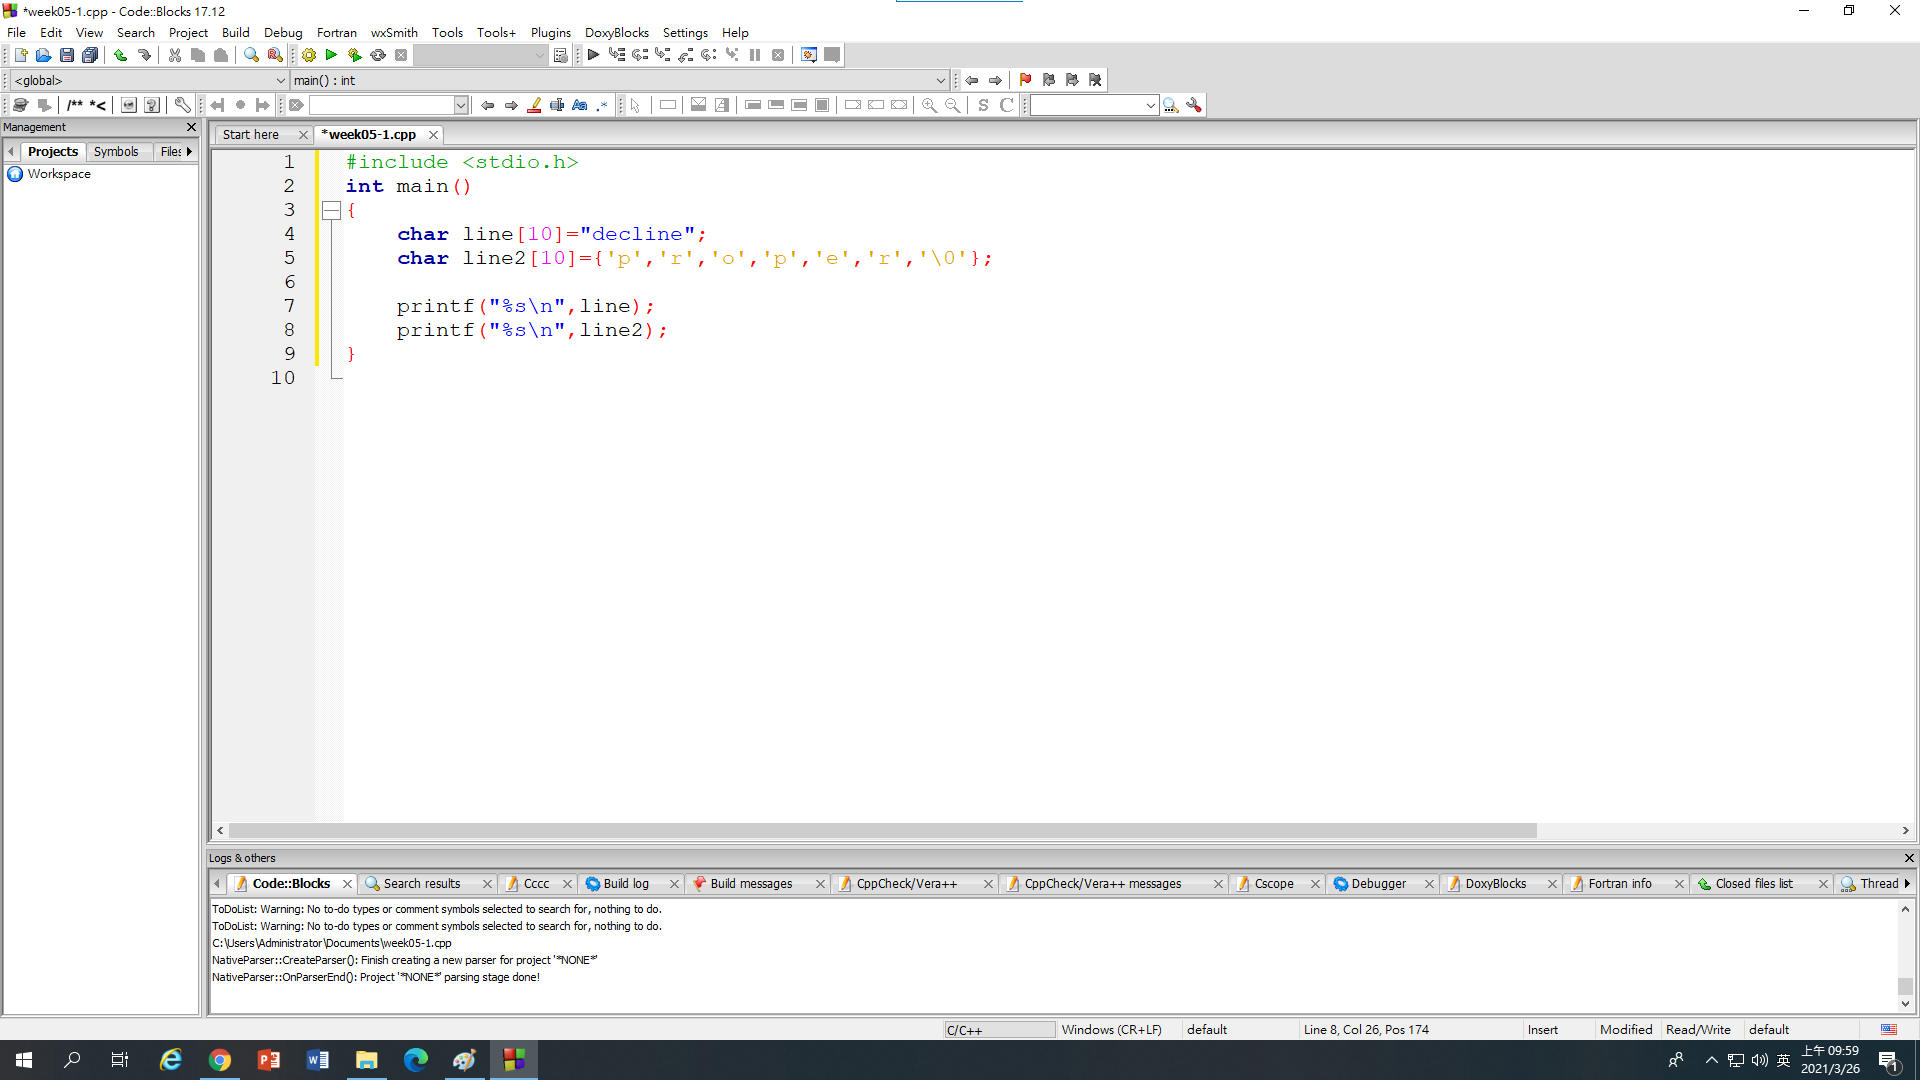 *week05-1.cpp - Code::Blocks 17.12
File Edit View Search Project Build Debug Fortran wxSmith Tools Tools+ Plugins DoxyBlocks Settings Help
<global> main() : int
/** *< Aa .* S C
Management
Projects Symbols Files
Workspace
Start here *week05-1.cpp
1 #include <stdio.h>
2 int main()
3 {
4 char line[10]="decline";
5 char line2[10]={'p','r','o','p','e','r','\0'};
6
7 printf("%s\n",line);
8 printf("%s\n",line2);
9 }
10
Logs & others
Code::Blocks Search results Cccc Build log Build messages CppCheck/Vera++ CppCheck/Vera++ messages Cscope Debugger DoxyBlocks Fortran info Closed files list Thread
ToDoList: Warning: No to-do types or comment symbols selected to search for, nothing to do.
ToDoList: Warning: No to-do types or comment symbols selected to search for, nothing to do.
C:\Users\Administrator\Documents\week05-1.cpp
NativeParser::CreateParser(): Finish creating a new parser for project '*NONE*'
NativeParser::OnParserEnd(): Project '*NONE*' parsing stage done!
C/C++ Windows (CR+LF) default Line 8, Col 26, Pos 174 Insert Modified Read/Write default
英 上午 09:59
2021/3/26 1